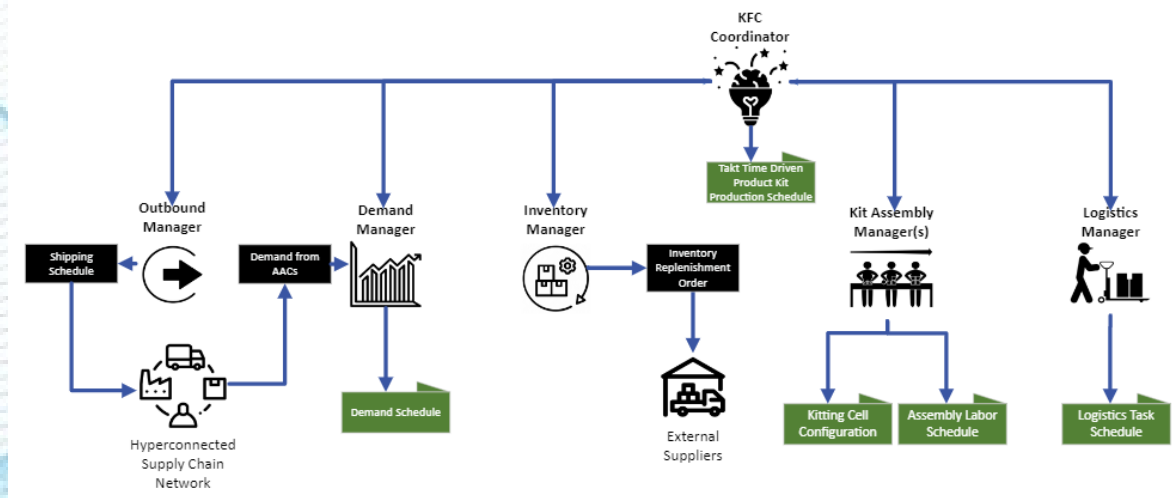 KFC
Coordinator
Takt Time Driven
Product Kit
Production Schedule
Outbound
Manager
Demand
Manager
Inventory
Manager
Kit Assembly
Manager(s)
Logistics
Manager
Shipping
Schedule
Demand from
AACs
Inventory
Replenishment
Order
Demand Schedule
Kitting Cell
Configuration
Assembly Labor
Schedule
Logistics Task
Schedule
Hyperconnected
Supply Chain
Network
External
Suppliers